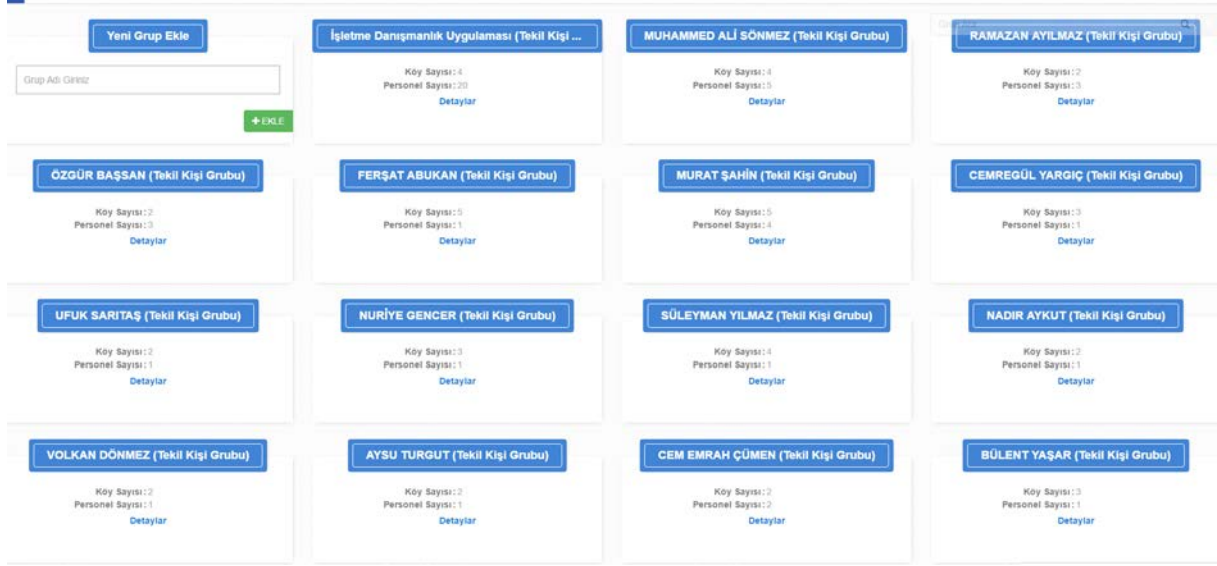 Yeni Grup Ekle
Grup Adı Giriniz
+ EKLE
İşletme Danışmanlık Uygulaması (Tekil Kişi ...
Köy Sayısı: 4
Personel Sayısı: 20
Detaylar
MUHAMMED ALİ SÖNMEZ (Tekil Kişi Grubu)
Köy Sayısı: 4
Personel Sayısı: 5
Detaylar
RAMAZAN AYILMAZ (Tekil Kişi Grubu)
Köy Sayısı: 2
Personel Sayısı: 3
Detaylar
ÖZGÜR BAŞSAN (Tekil Kişi Grubu)
Köy Sayısı: 2
Personel Sayısı: 3
Detaylar
FERŞAT ABUKAN (Tekil Kişi Grubu)
Köy Sayısı: 5
Personel Sayısı: 1
Detaylar
MURAT ŞAHİN (Tekil Kişi Grubu)
Köy Sayısı: 5
Personel Sayısı: 4
Detaylar
CEMREGÜL YARGIÇ (Tekil Kişi Grubu)
Köy Sayısı: 3
Personel Sayısı: 1
Detaylar
UFUK SARITAŞ (Tekil Kişi Grubu)
Köy Sayısı: 2
Personel Sayısı: 1
Detaylar
NURİYE GENCER (Tekil Kişi Grubu)
Köy Sayısı: 3
Personel Sayısı: 1
Detaylar
SÜLEYMAN YILMAZ (Tekil Kişi Grubu)
Köy Sayısı: 4
Personel Sayısı: 1
Detaylar
NADIR AYKUT (Tekil Kişi Grubu)
Köy Sayısı: 2
Personel Sayısı: 1
Detaylar
VOLKAN DÖNMEZ (Tekil Kişi Grubu)
Köy Sayısı: 2
Personel Sayısı: 1
Detaylar
AYSU TURGUT (Tekil Kişi Grubu)
Köy Sayısı: 2
Personel Sayısı: 1
Detaylar
CEM EMRAH ÇÜMEN (Tekil Kişi Grubu)
Köy Sayısı: 2
Personel Sayısı: 2
Detaylar
BÜLENT YAŞAR (Tekil Kişi Grubu)
Köy Sayısı: 3
Personel Sayısı: 1
Detaylar